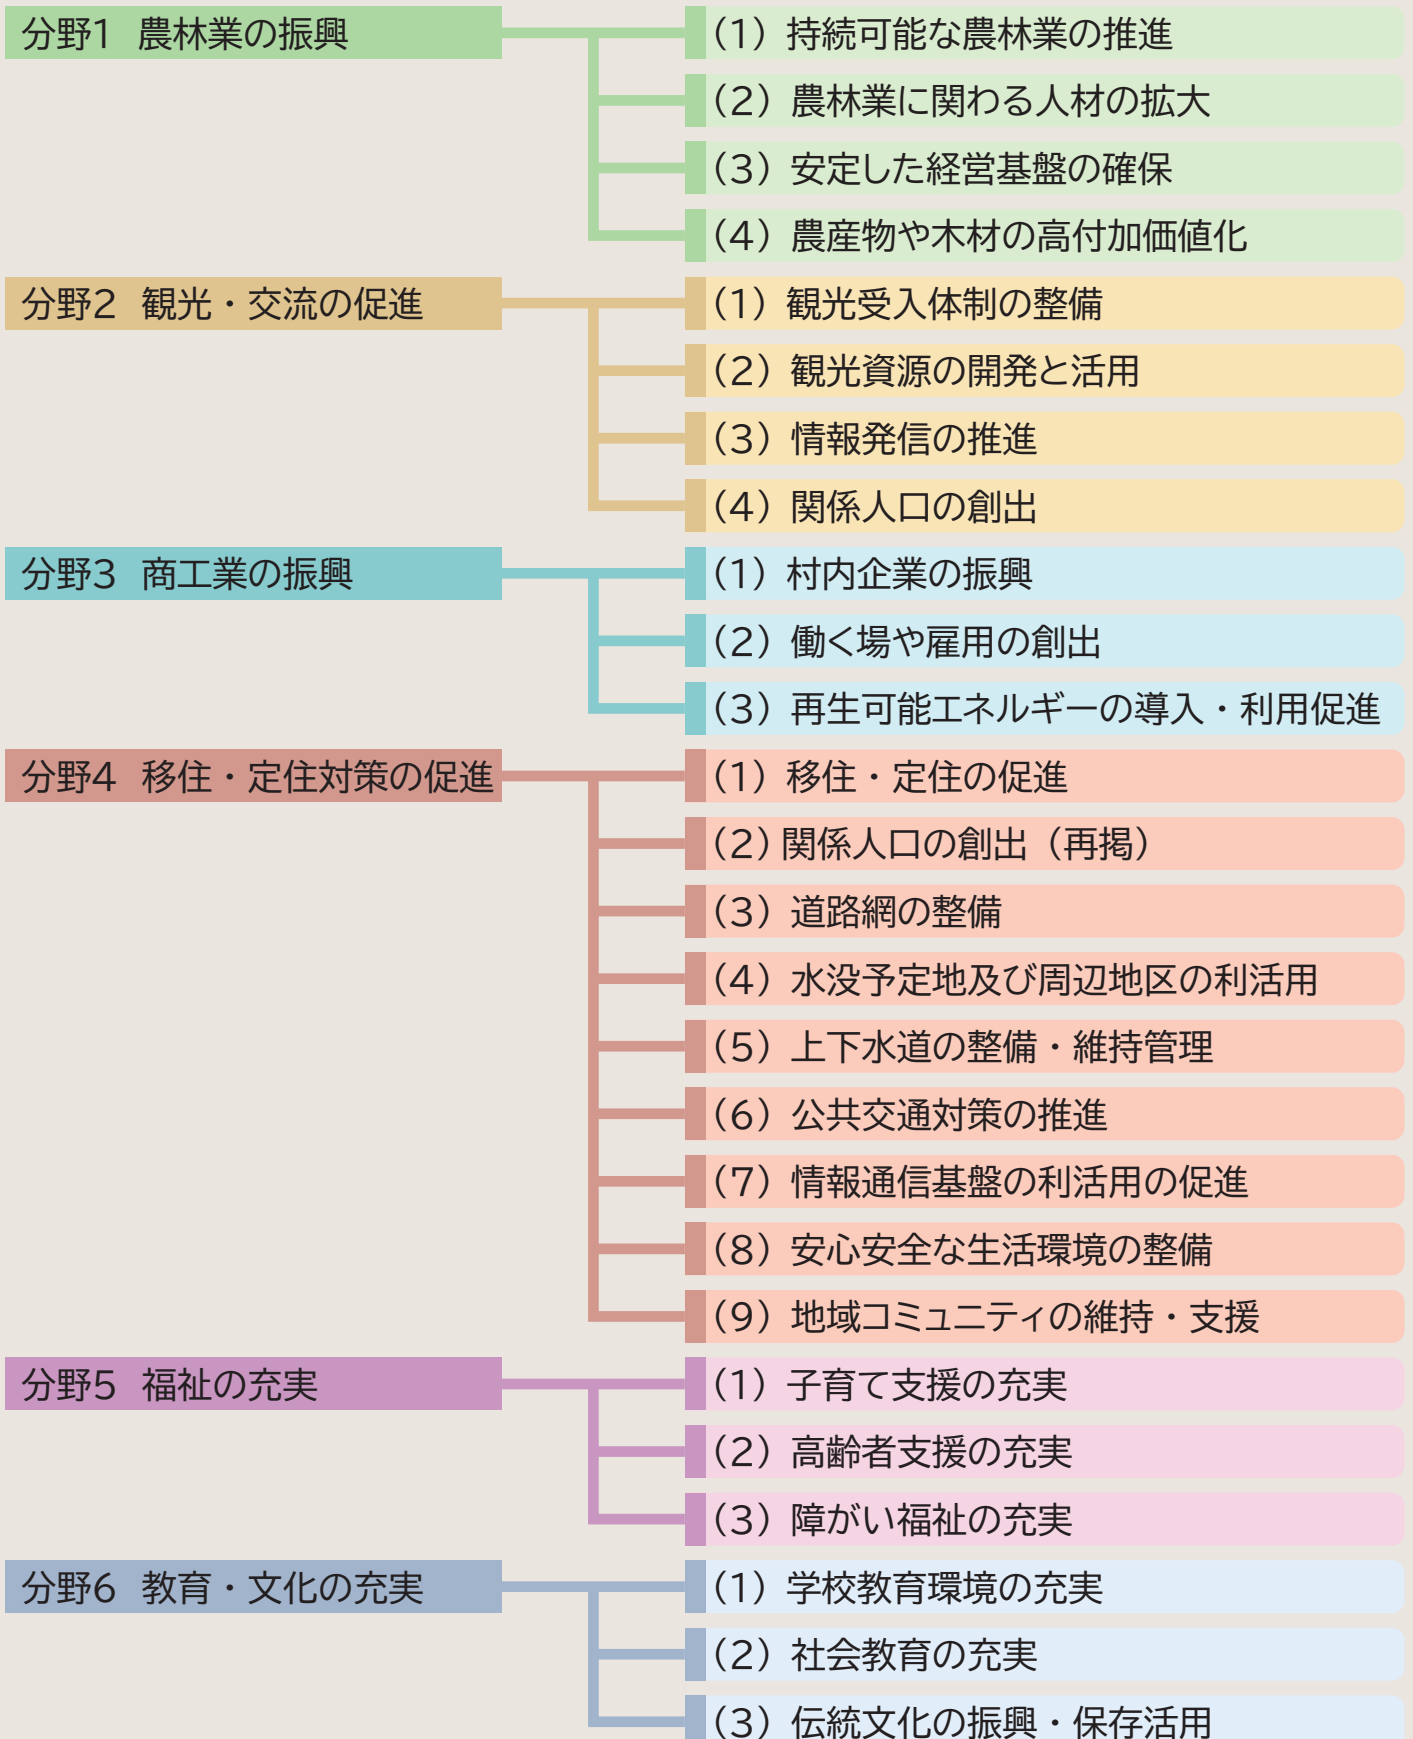 分野1 農林業の振興
(1) 持続可能な農林業の推進
(2) 農林業に関わる人材の拡大
(3) 安定した経営基盤の確保
(4) 農産物や木材の高付加価値化
分野2 観光・交流の促進
(1) 観光受入体制の整備
(2) 観光資源の開発と活用
(3) 情報発信の推進
(4) 関係人口の創出
分野3 商工業の振興
(1) 村内企業の振興
(2) 働く場や雇用の創出
(3) 再生可能エネルギーの導入・利用促進
分野4 移住・定住対策の促進
(1) 移住・定住の促進
(2) 関係人口の創出（再掲）
(3) 道路網の整備
(4) 水没予定地及び周辺地区の利活用
(5) 上下水道の整備・維持管理
(6) 公共交通対策の推進
(7) 情報通信基盤の利活用の促進
(8) 安心安全な生活環境の整備
(9) 地域コミュニティの維持・支援
分野5 福祉の充実
(1) 子育て支援の充実
(2) 高齢者支援の充実
(3) 障がい福祉の充実
分野6 教育・文化の充実
(1) 学校教育環境の充実
(2) 社会教育の充実
(3) 伝統文化の振興・保存活用